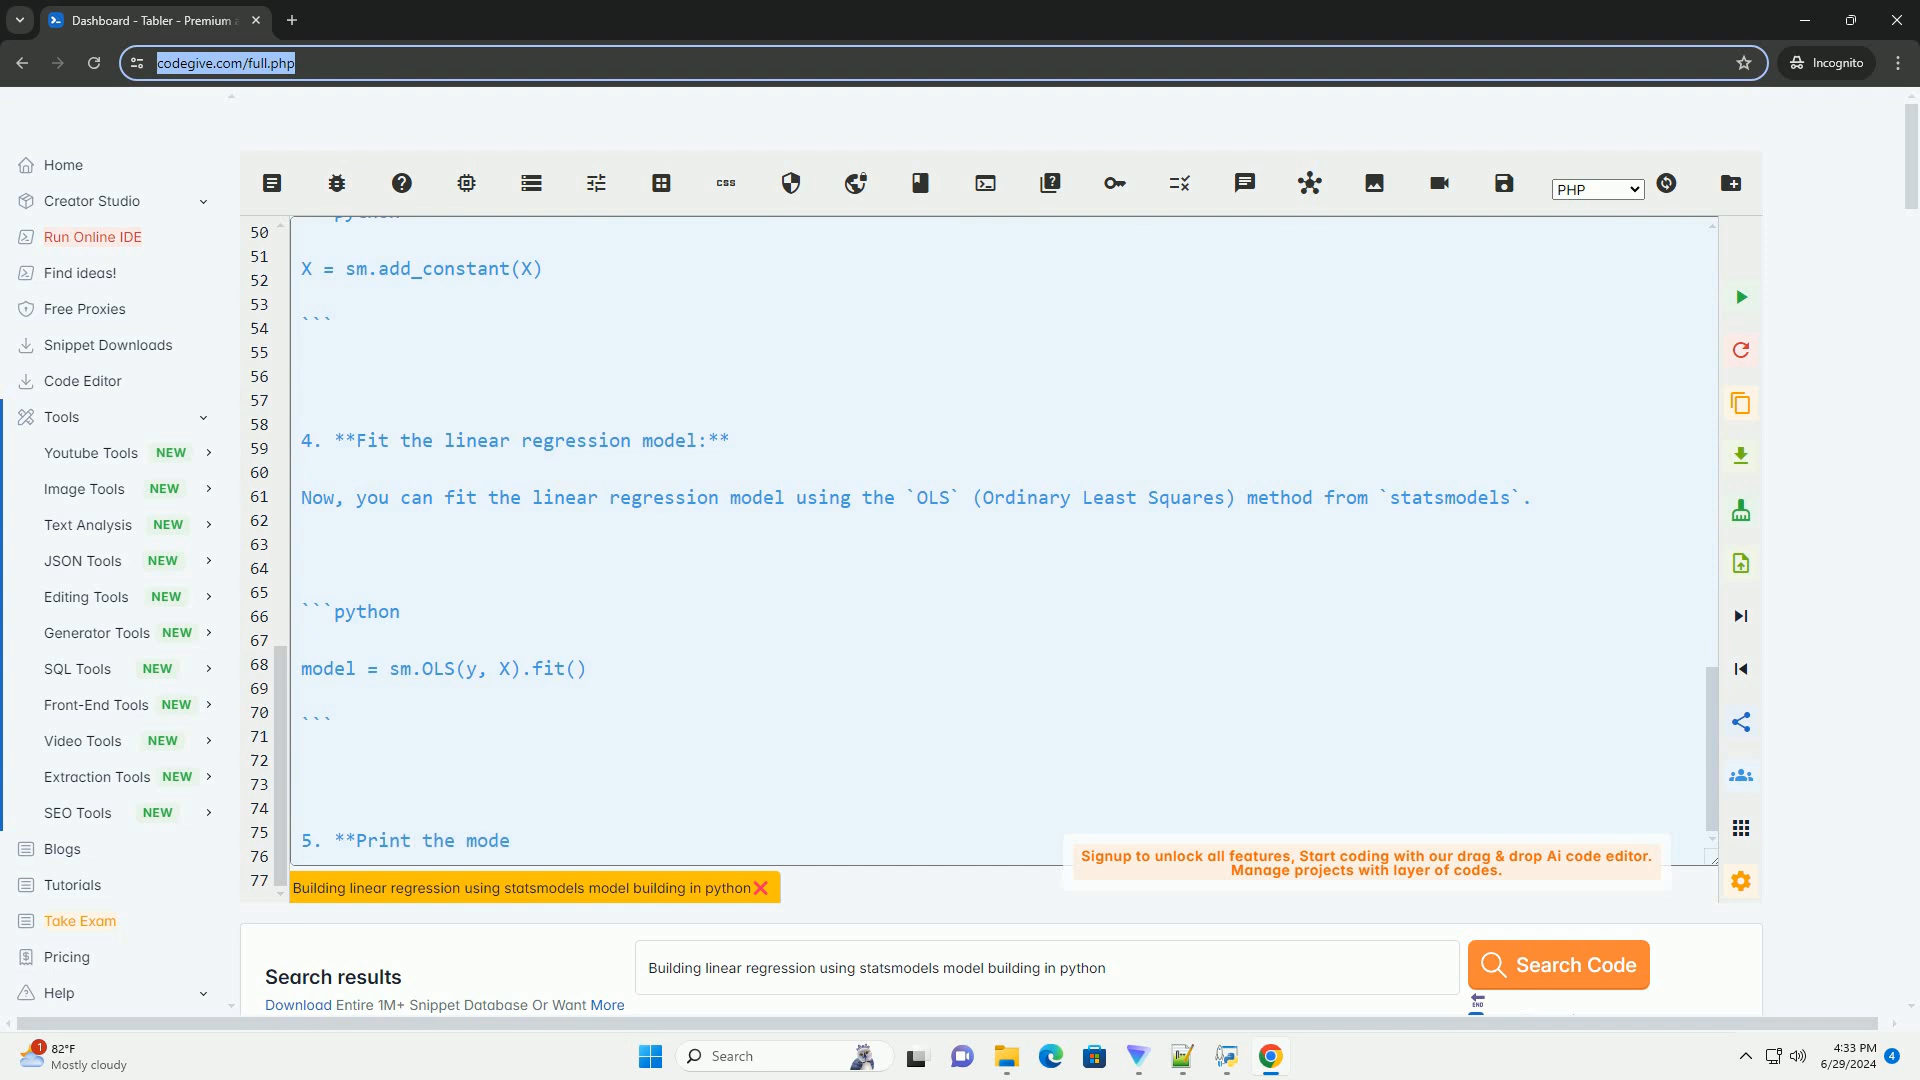 Dashboard - Tabler - Premium
codegive.com/full.php
Incognito
Home
Creator Studio
Run Online IDE
Find ideas!
Free Proxies
Snippet Downloads
Code Editor
Tools
Youtube Tools NEW
Image Tools NEW
Text Analysis NEW
JSON Tools NEW
Editing Tools NEW
Generator Tools NEW
SQL Tools NEW
Front-End Tools NEW
Video Tools NEW
Extraction Tools NEW
SEO Tools NEW
Blogs
Tutorials
Take Exam
Pricing
Help
css
PHP
50
51
52
53
54
55
56
57
58
59
60
61
62
63
64
65
66
67
68
69
70
71
72
73
74
75
76
77
X = sm.add_constant(X)
```
4. **Fit the linear regression model:**
Now, you can fit the linear regression model using the `OLS` (Ordinary Least Squares) method from `statsmodels`.
```python
model = sm.OLS(y, X).fit()
```
5. **Print the mode
Signup to unlock all features, Start coding with our drag & drop Ai code editor.
Manage projects with layer of codes.
Building linear regression using statsmodels model building in python
Search results
Download Entire 1M+ Snippet Database Or Want More
Building linear regression using statsmodels model building in python
Search Code
END
1
82°F
Mostly cloudy
Search
4:33 PM
6/29/2024
4